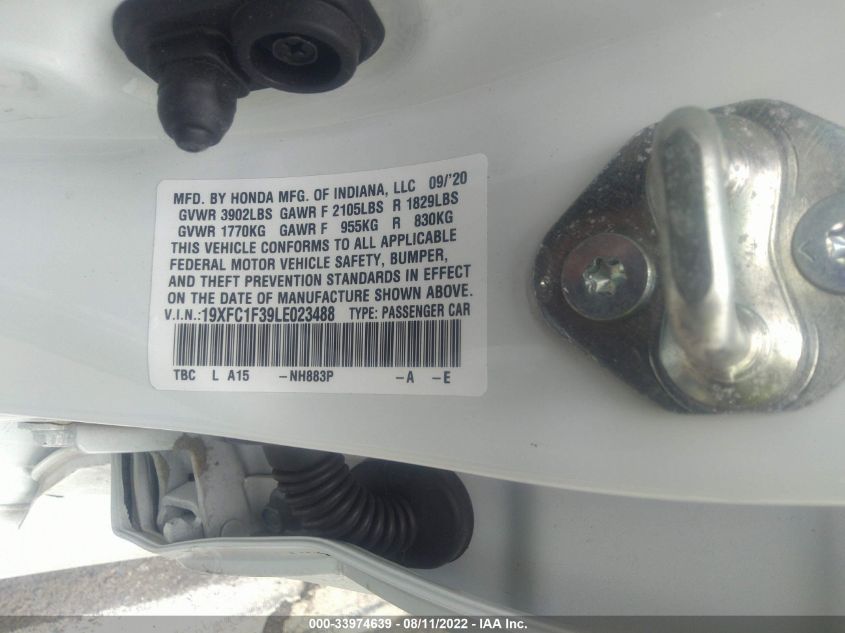 MFD. BY HONDA MFG. OF INDIANA, LLC 09/'20
GVWR 3902LBS GAWR F 2105LBS R 1829LBS
GVWR 1770KG GAWR F 955KG R 830KG
THIS VEHICLE CONFORMS TO ALL APPLICABLE
FEDERAL MOTOR VEHICLE SAFETY, BUMPER,
AND THEFT PREVENTION STANDARDS IN EFFECT
ON THE DATE OF MANUFACTURE SHOWN ABOVE.
V.I.N.:19XFC1F39LE023488 TYPE: PASSENGER CAR
TBC L A15 -NH883P -A -E
000-33974639 - 08/11/2022 - IAA Inc.